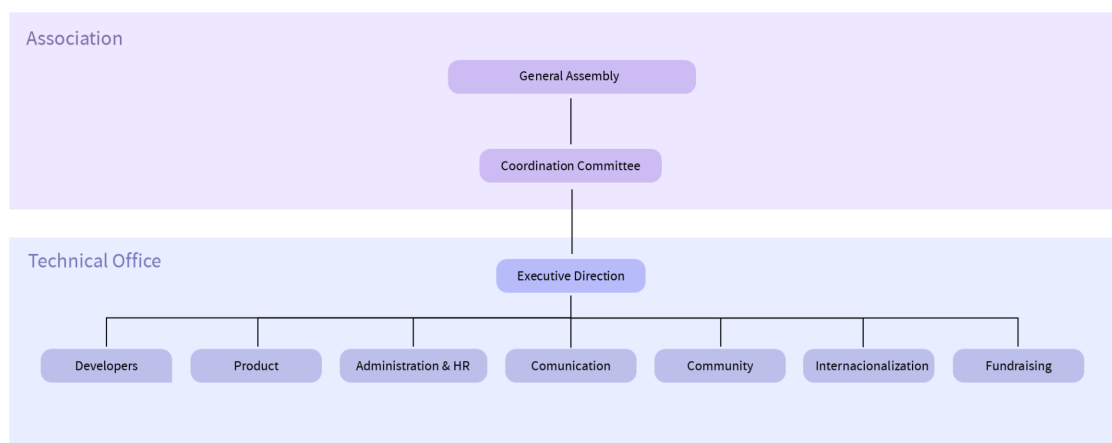 Association
General Assembly
Coordination Committee
Technical Office
Executive Direction
Developers
Product
Administration & HR
Comunication
Community
Internacionalization
Fundraising